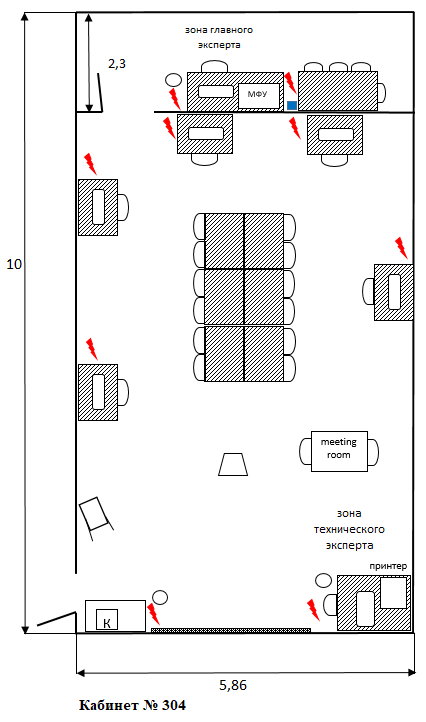 зона главного
эксперта
2,3
МФУ
10
meeting
room
зона
технического
эксперта
принтер
К
5,86
Кабинет № 304